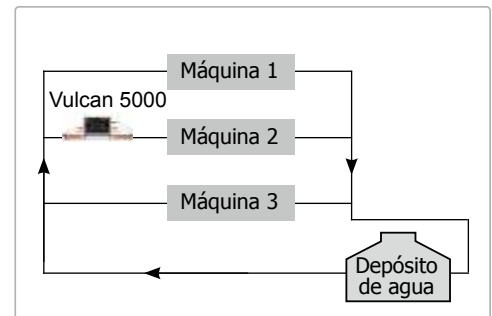 Máquina 1
Vulcan 5000
Máquina 2
Máquina 3
Depósito
de agua